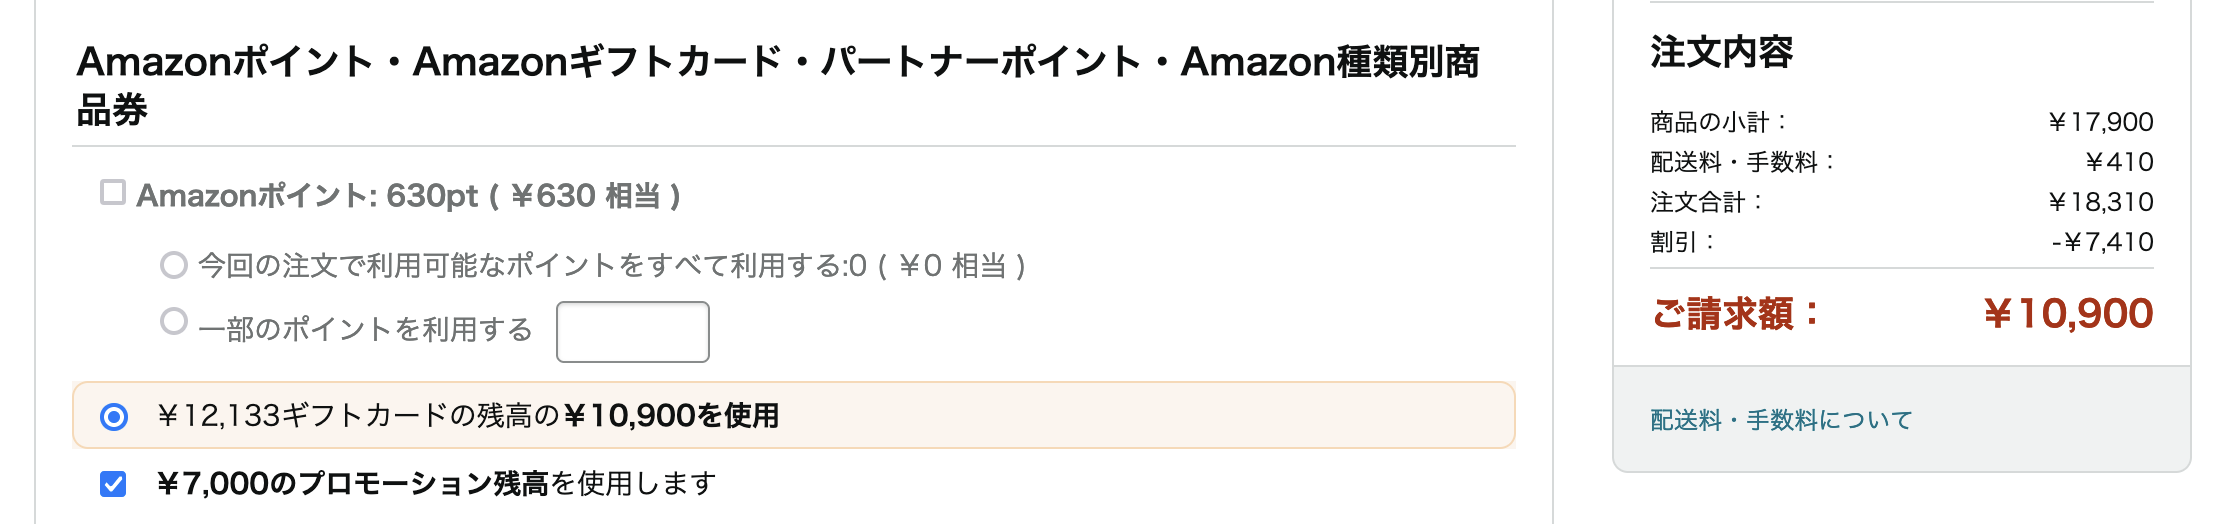 Amazonポイント・Amazonギフトカード・パートナーポイント・Amazon種類別商
品券
Amazonポイント: 630pt ( ￥630 相当 )
今回の注文で利用可能なポイントをすべて利用する:0 ( ￥0 相当 )
一部のポイントを利用する
￥12,133ギフトカードの残高の￥10,900を使用
￥7,000のプロモーション残高を使用します
注文内容
商品の小計： ￥17,900
配送料・手数料： ￥410
注文合計： ￥18,310
割引： -￥7,410
ご請求額： ￥10,900
配送料・手数料について